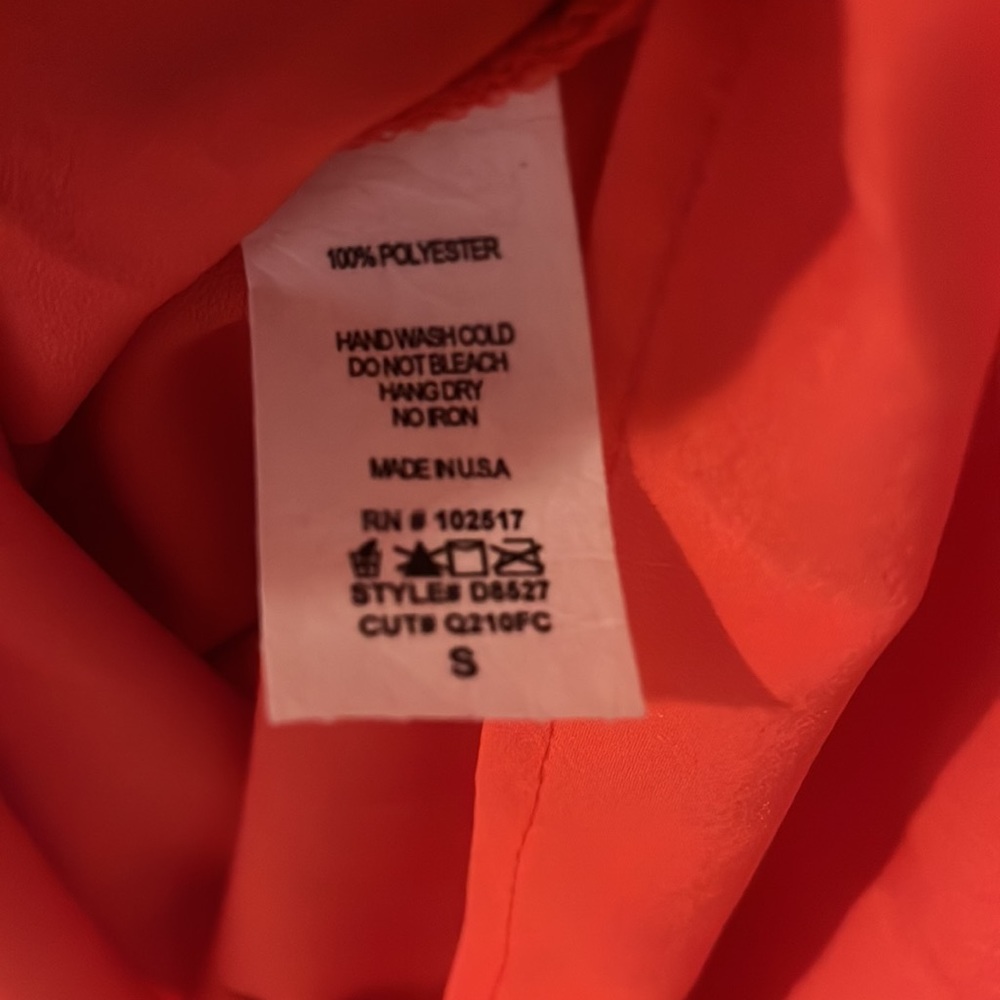 100% POLYESTER
HAND WASH COLD
DO NOT BLEACH
HANG DRY
NO IRON
MADE IN U.S.A
RN # 102517
STYLE# D8527
CUT# Q210FC
S